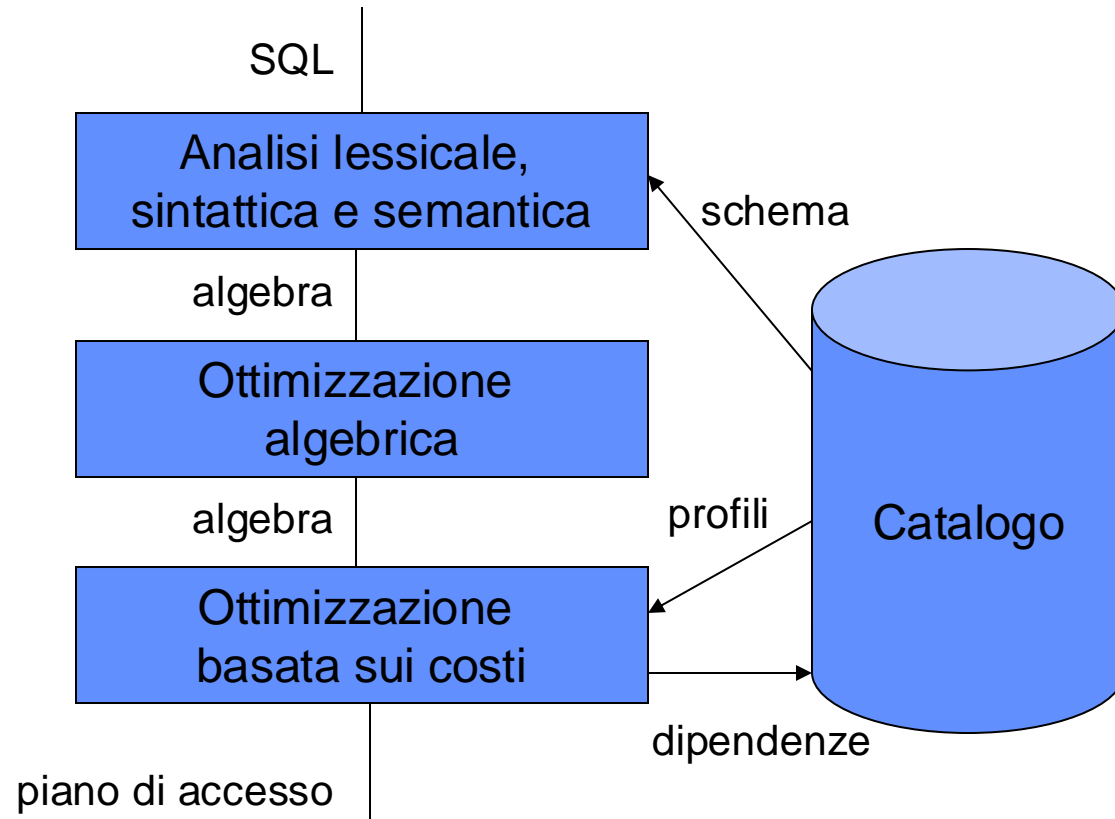 SQL
Analisi lessicale,
sintattica e semantica
schema
algebra
Ottimizzazione
algebrica
algebra
profili
Catalogo
Ottimizzazione
basata sui costi
dipendenze
piano di accesso